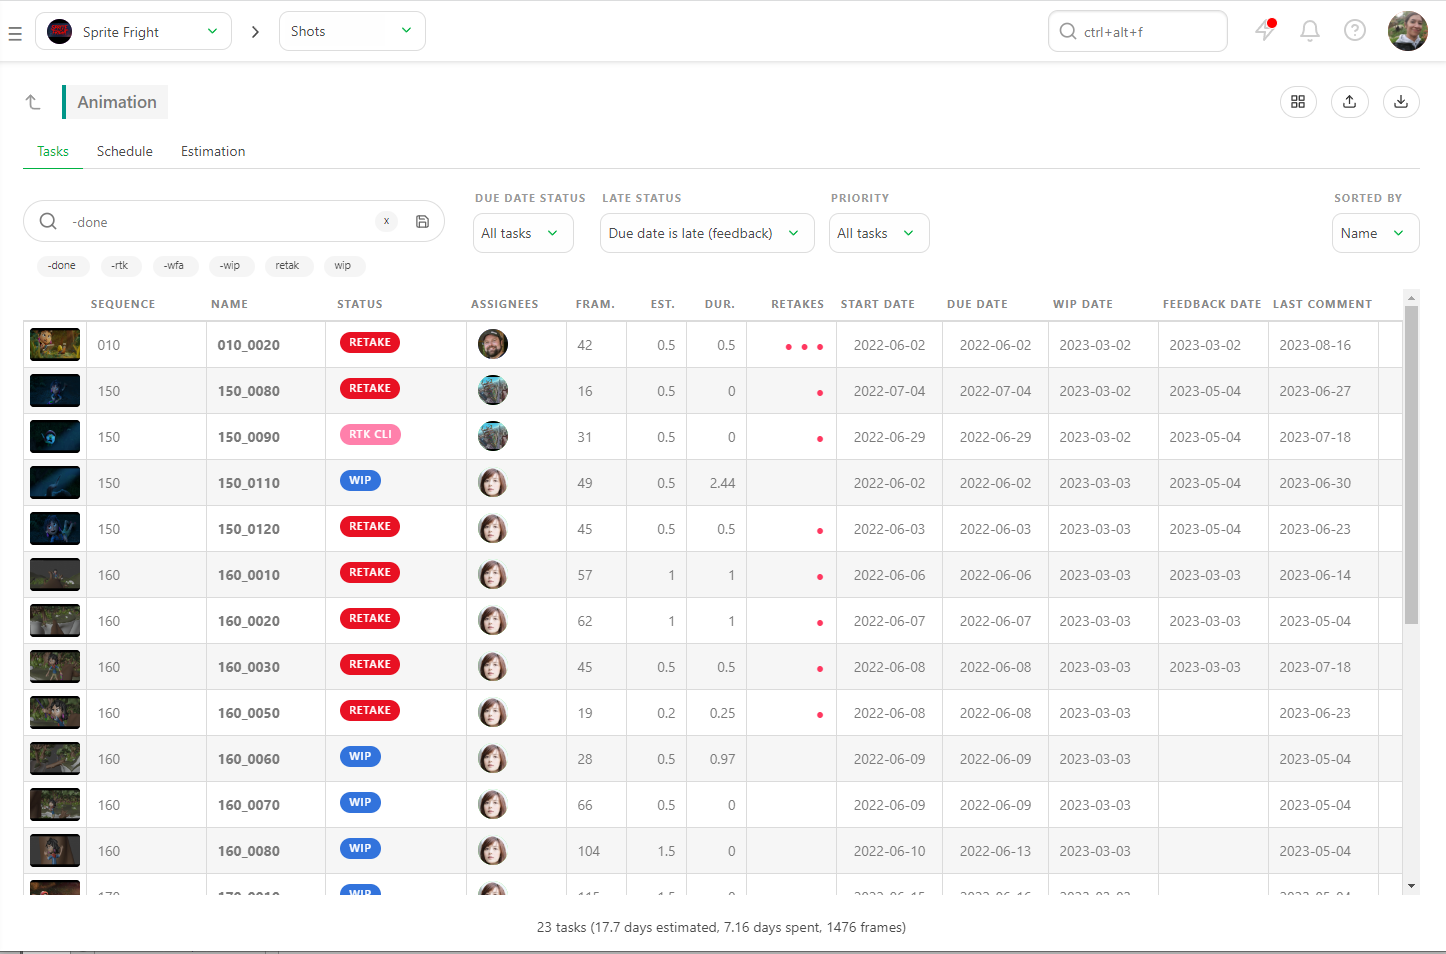 Sprite Fright
Shots
ctrl+alt+f
Animation
Tasks Schedule Estimation
DUE DATE STATUS LATE STATUS PRIORITY SORTED BY
-done x All tasks Due date is late (feedback) All tasks Name
-done -rtk -wfa -wip retak wip
SEQUENCE NAME STATUS ASSIGNEES FRAM. EST. DUR. RETAKES START DATE DUE DATE WIP DATE FEEDBACK DATE LAST COMMENT
010 010_0020 RETAKE 42 0.5 0.5 2022-06-02 2022-06-02 2023-03-02 2023-03-02 2023-08-16
150 150_0080 RETAKE 16 0.5 0 2022-07-04 2022-07-04 2023-03-02 2023-05-04 2023-06-27
150 150_0090 RTK CLI 31 0.5 0 2022-06-29 2022-06-29 2023-03-02 2023-05-04 2023-07-18
150 150_0110 WIP 49 0.5 2.44 2022-06-02 2022-06-02 2023-03-03 2023-05-04 2023-06-30
150 150_0120 RETAKE 45 0.5 0.5 2022-06-03 2022-06-03 2023-03-03 2023-05-04 2023-06-23
160 160_0010 RETAKE 57 1 1 2022-06-06 2022-06-06 2023-03-03 2023-03-03 2023-06-14
160 160_0020 RETAKE 62 1 1 2022-06-07 2022-06-07 2023-03-03 2023-03-03 2023-05-04
160 160_0030 RETAKE 45 0.5 0.5 2022-06-08 2022-06-08 2023-03-03 2023-03-03 2023-07-18
160 160_0050 RETAKE 19 0.2 0.25 2022-06-08 2022-06-08 2023-03-03 2023-06-23
160 160_0060 WIP 28 0.5 0.97 2022-06-09 2022-06-09 2023-03-03 2023-05-04
160 160_0070 WIP 66 0.5 0 2022-06-09 2022-06-09 2023-03-03 2023-05-04
160 160_0080 WIP 104 1.5 0 2022-06-10 2022-06-13 2023-03-03 2023-05-04
WIP
23 tasks (17.7 days estimated, 7.16 days spent, 1476 frames)